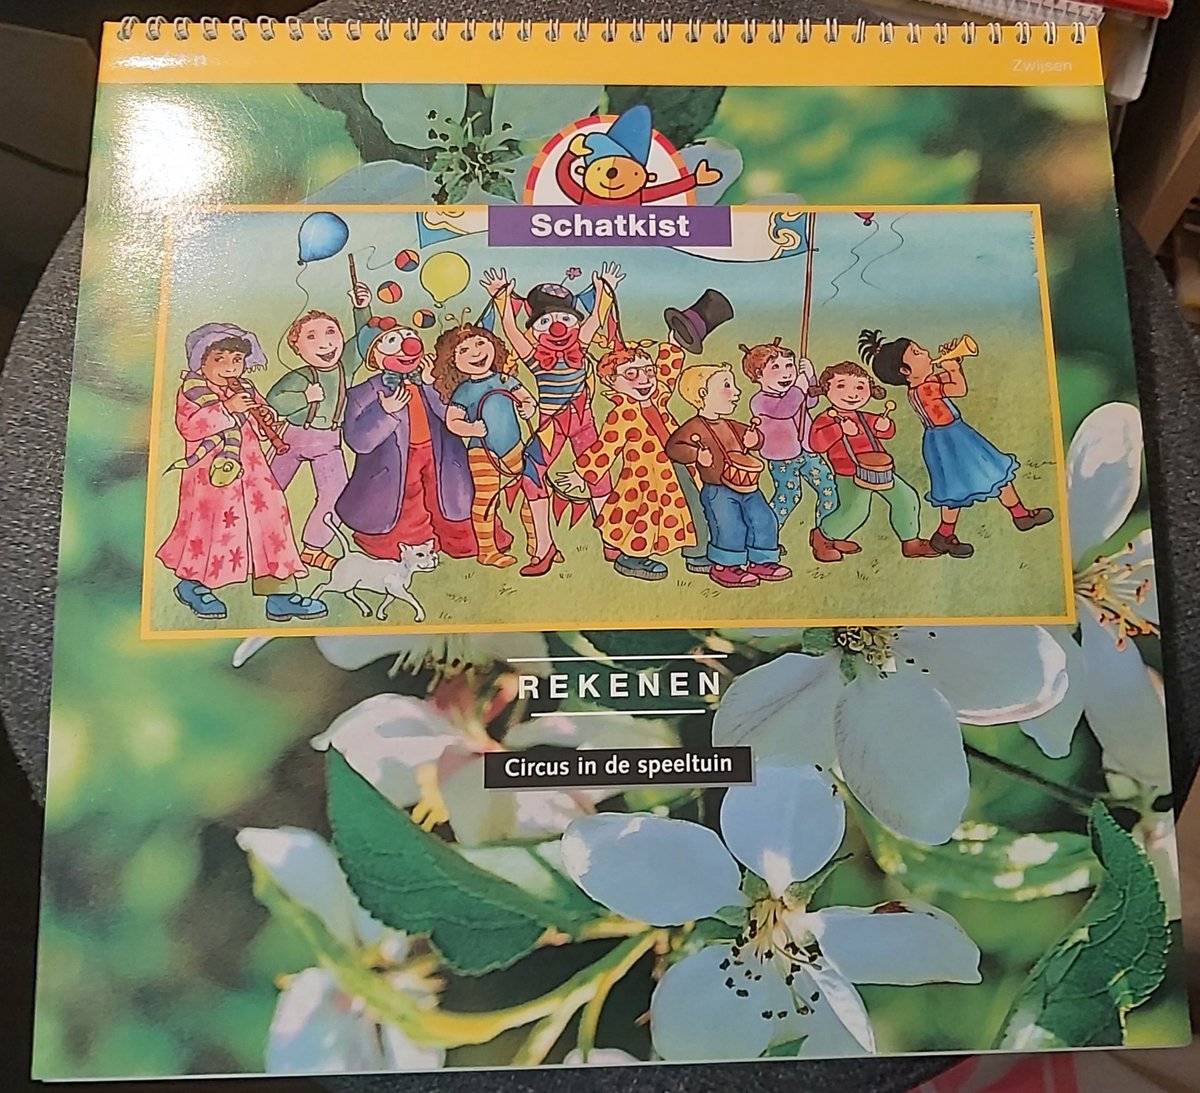 Zwijsen
Schatkist
REKENEN
Circus in de speeltuin